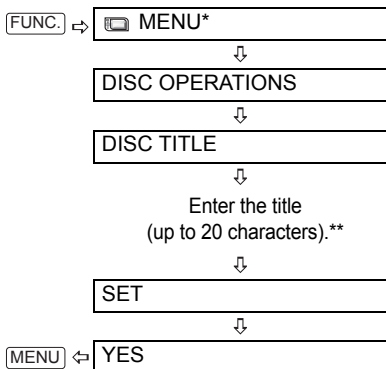 FUNC. ⇨ MENU*
⇩
DISC OPERATIONS
⇩
DISC TITLE
⇩
Enter the title
(up to 20 characters).**
⇩
SET
⇩
MENU ⇦ YES